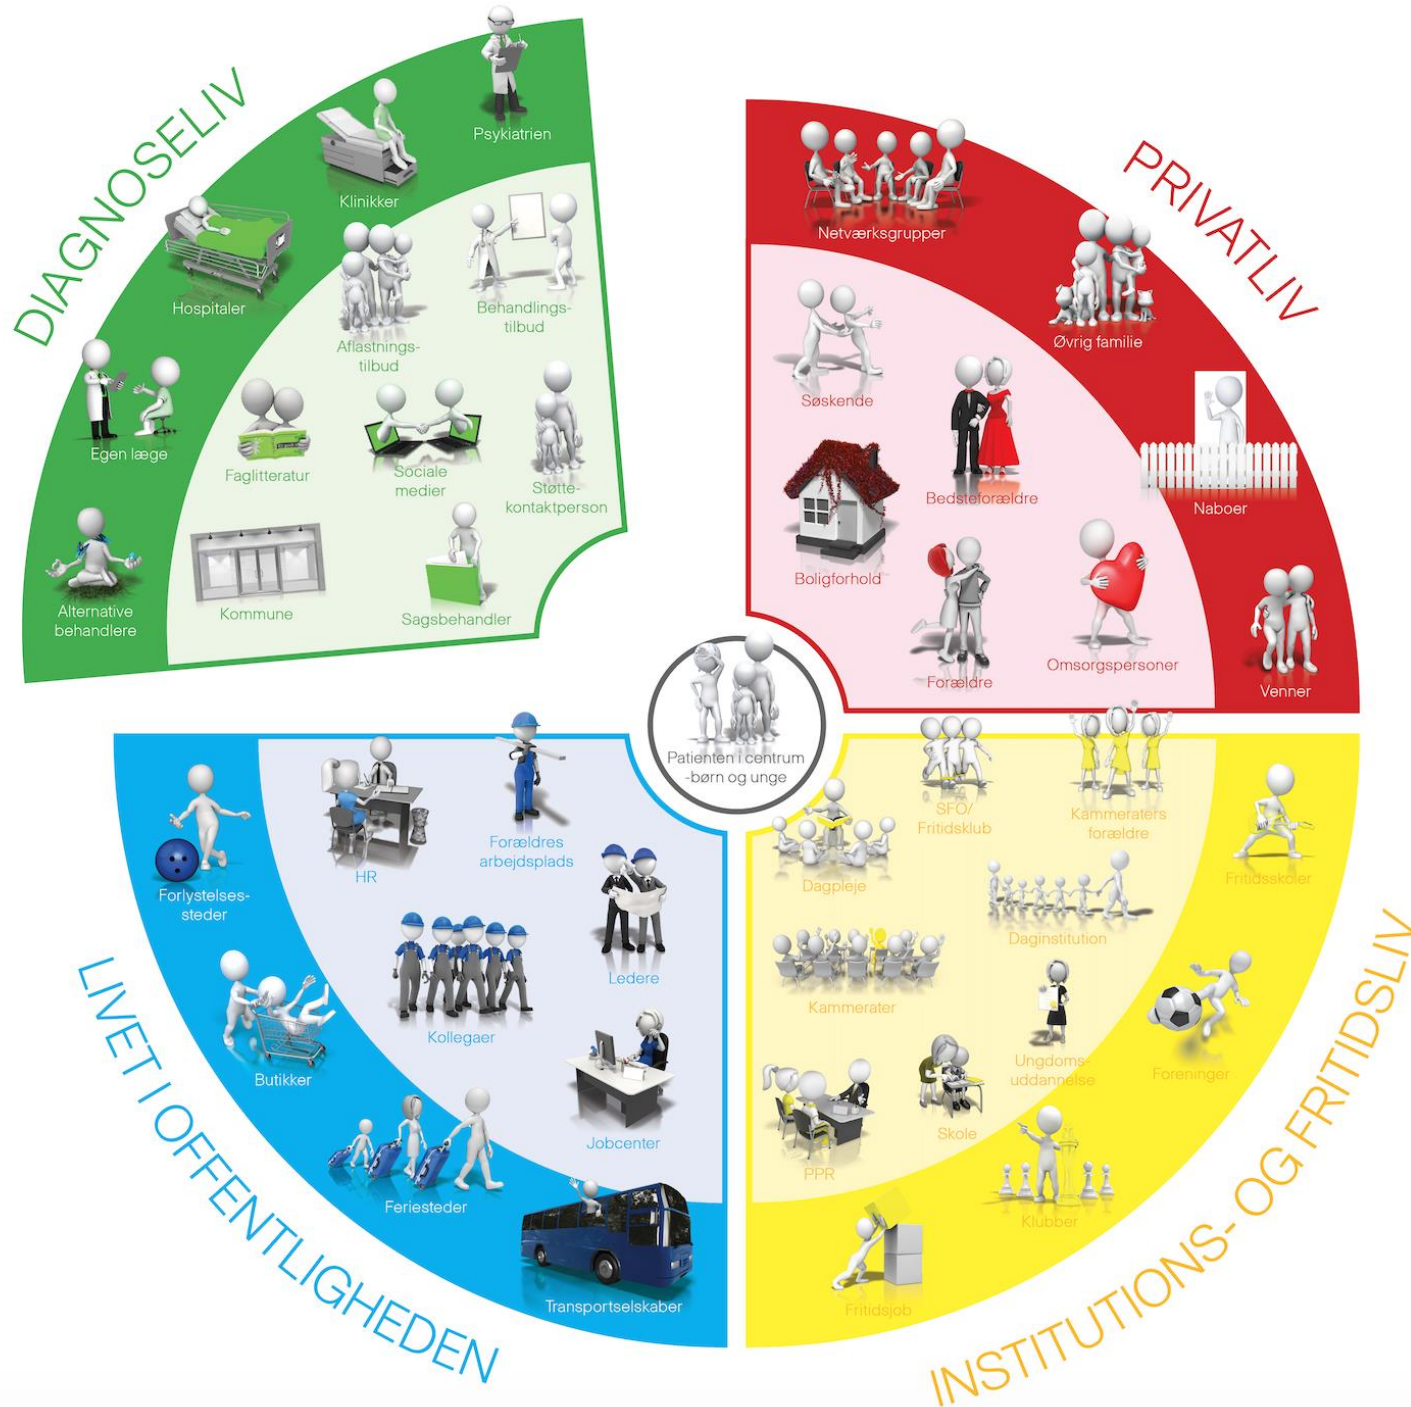 DIAGNOSELIV
Psykiatrien
Klinikker
Hospitaler
Egen læge
Alternative
behandlere
Behandlings-
tilbud
Aflastnings-
tilbud
Faglitteratur
Sociale
medier
Støtte-
kontaktperson
Kommune
Sagsbehandler
PRIVATLIV
Netværksgrupper
Øvrig familie
Naboer
Venner
Søskende
Bedsteforældre
Boligforhold
Forældre
Omsorgspersoner
Patienten i centrum
-børn og unge
LIVET I OFFENTLIGHEDEN
Forlystelses-
steder
Butikker
Feriesteder
Transportselskaber
HR
Forældres
arbejdsplads
Ledere
Kollegaer
Jobcenter
INSTITUTIONS- OG FRITIDSLIV
SFO/
Fritidsklub
Kammeraters
forældre
Dagpleje
Daginstitution
Kammerater
Ungdoms-
uddannelse
Skole
PPR
Fritidsskoler
Foreninger
Klubber
Fritidsjob